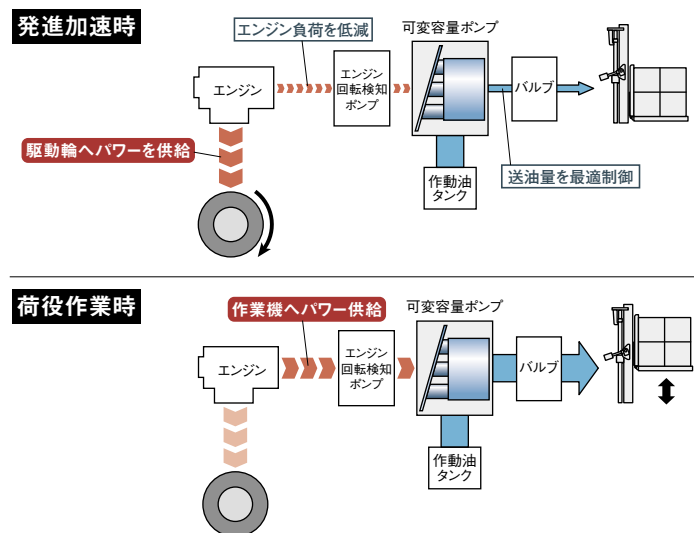 発進加速時
エンジン負荷を低減
可変容量ポンプ
エンジン
エンジン
回転検知
ポンプ
バルブ
駆動輪へパワーを供給
作動油
タンク
送油量を最適制御
荷役作業時
作業機へパワー供給
可変容量ポンプ
エンジン
エンジン
回転検知
ポンプ
バルブ
作動油
タンク